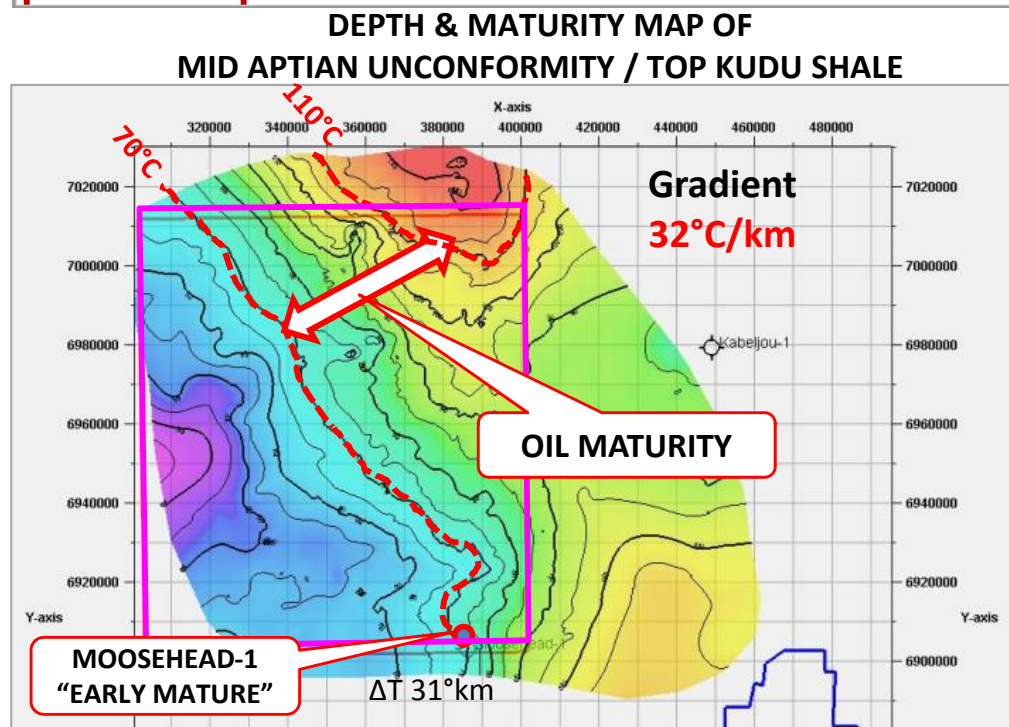 DEPTH & MATURITY MAP OF
MID APTIAN UNCONFORMITY / TOP KUDU SHALE
X-axis
320000 340000 360000 380000 400000 420000 440000 460000 480000
110°C
70°C
Gradient
32°C/km
7020000 7020000
7000000 7000000
6980000 6980000
Kabeljou-1
6960000 6960000
OIL MATURITY
6940000 6940000
6920000 6920000
Y-axis Y-axis
Moosehead-1
6900000
MOOSEHEAD-1
"EARLY MATURE"
ΔT 31°km